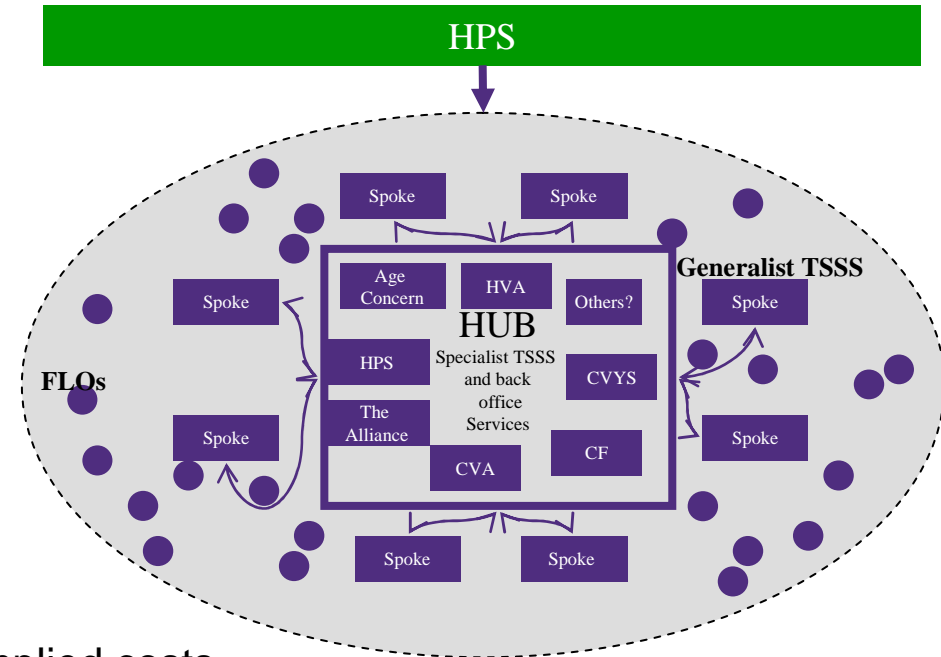 HPS
Spoke
Spoke
Generalist TSSS
Age
Concern
HVA
Others?
Spoke
Spoke
HUB
HPS
Specialist TSSS
and back
office
Services
CVYS
FLOs
The
Alliance
Spoke
Spoke
CF
CVA
Spoke
Spoke
costs